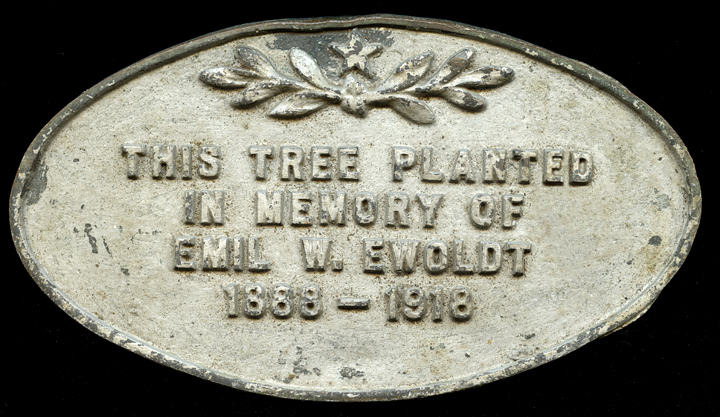 THIS TREE PLANTED
IN MEMORY OF
EMIL W. EWOLDT
1888 – 1918